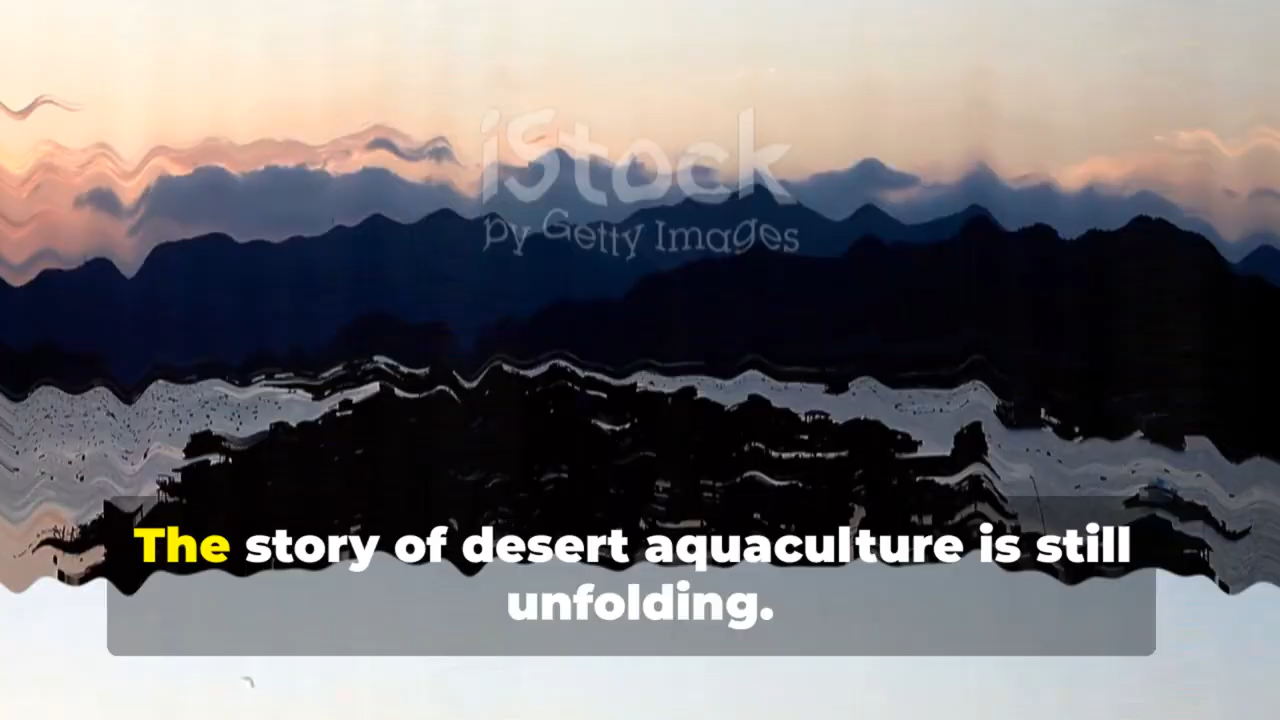 iStock
by Getty Images
The story of desert aquaculture is still
unfolding.